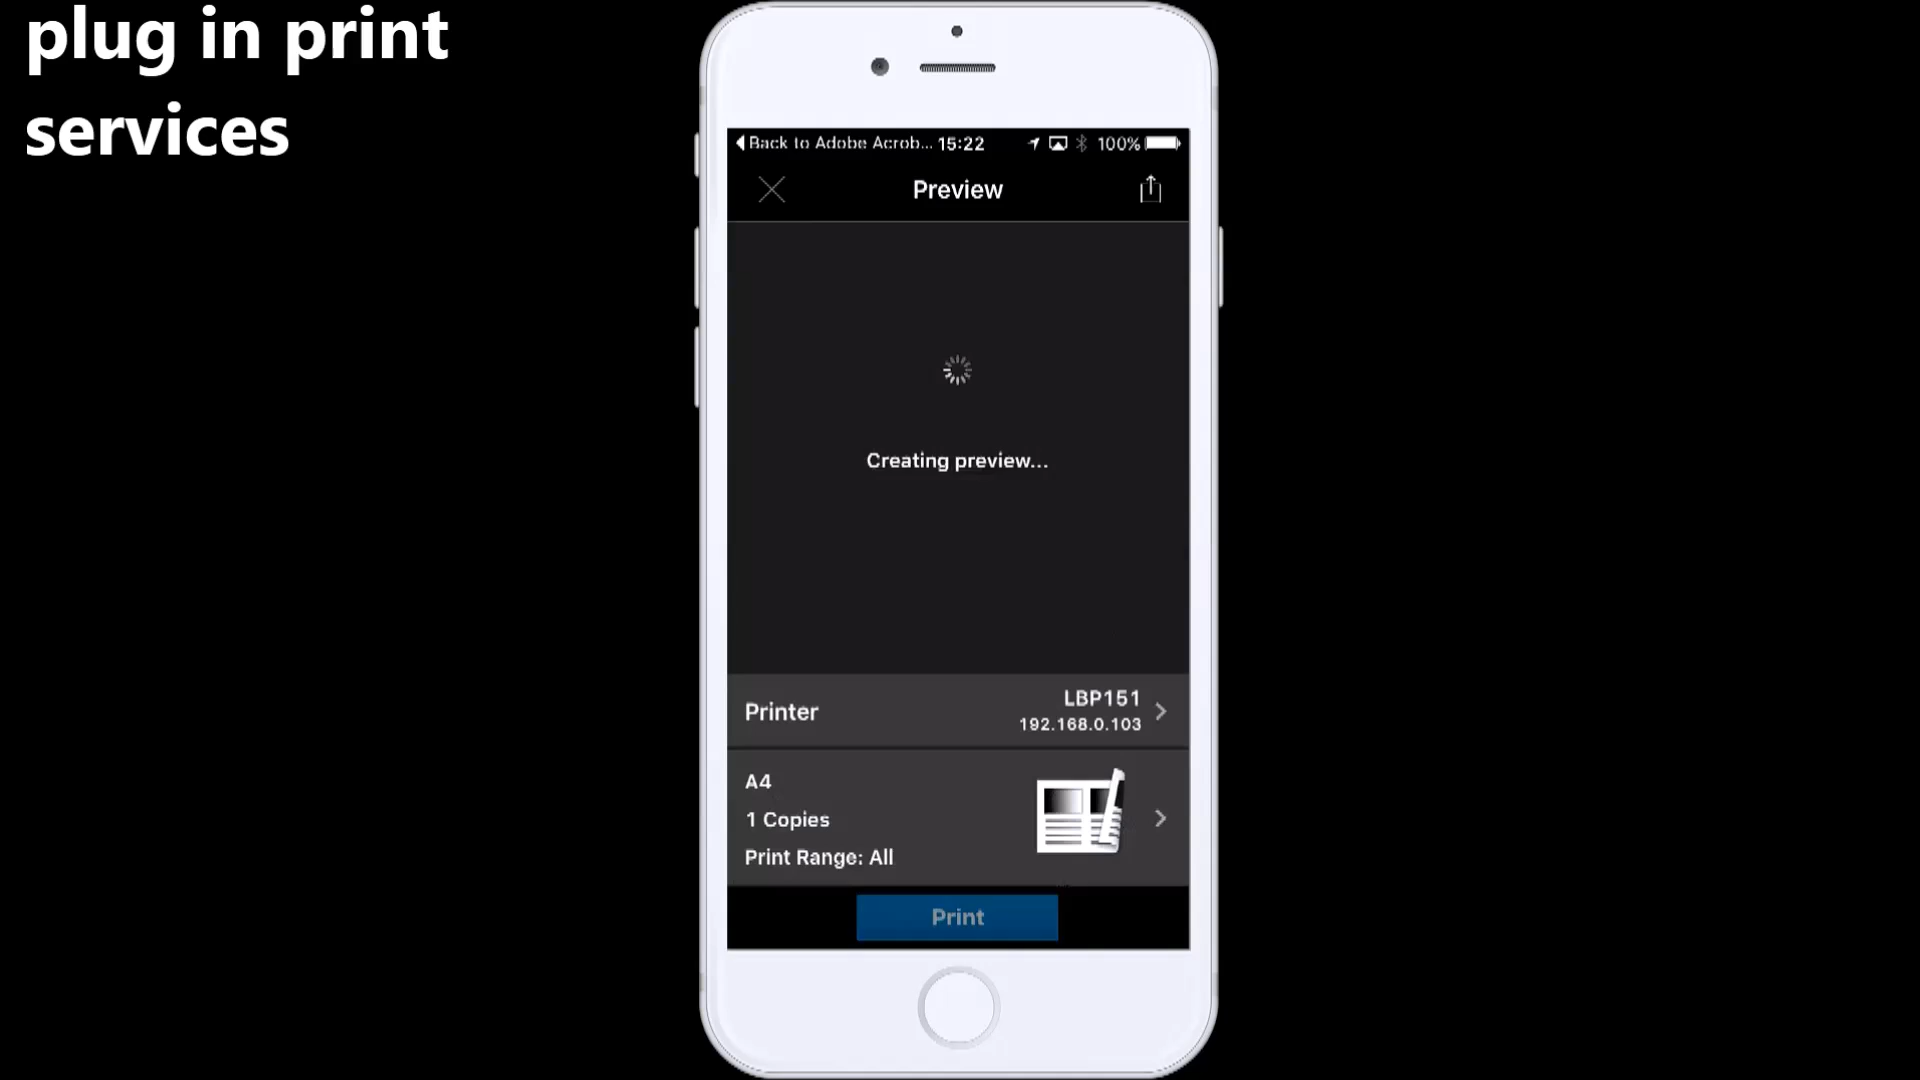 plug in print
services
Back to Adobe Acrob... 15:22 100%
Preview
Creating preview...
Printer
LBP151
192.168.0.103
A4
1 Copies
Print Range: All
Print